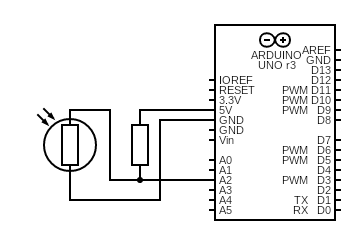 ARDUINO
UNO r3
IOREF
RESET
3.3V
5V
GND
GND
Vin
A0
A1
A2
A3
A4
A5
AREF
GND
D13
D12
PWM D11
PWM D10
PWM D9
D8
D7
PWM D6
PWM D5
D4
PWM D3
D2
TX D1
RX D0